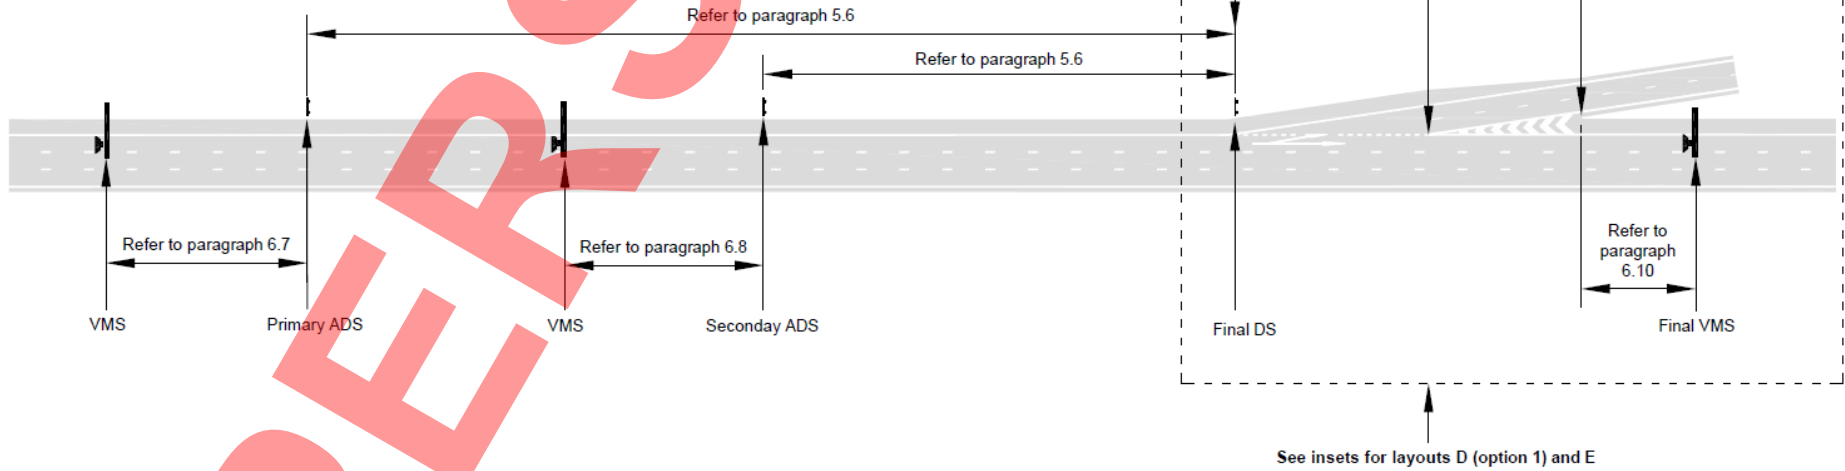 Refer to paragraph 5.6
Refer to paragraph 5.6
Refer to paragraph 6.7
Refer to paragraph 6.8
Refer to
paragraph
6.10
VMS
Primary ADS
VMS
Seconday ADS
Final DS
Final VMS
See insets for layouts D (option 1) and E